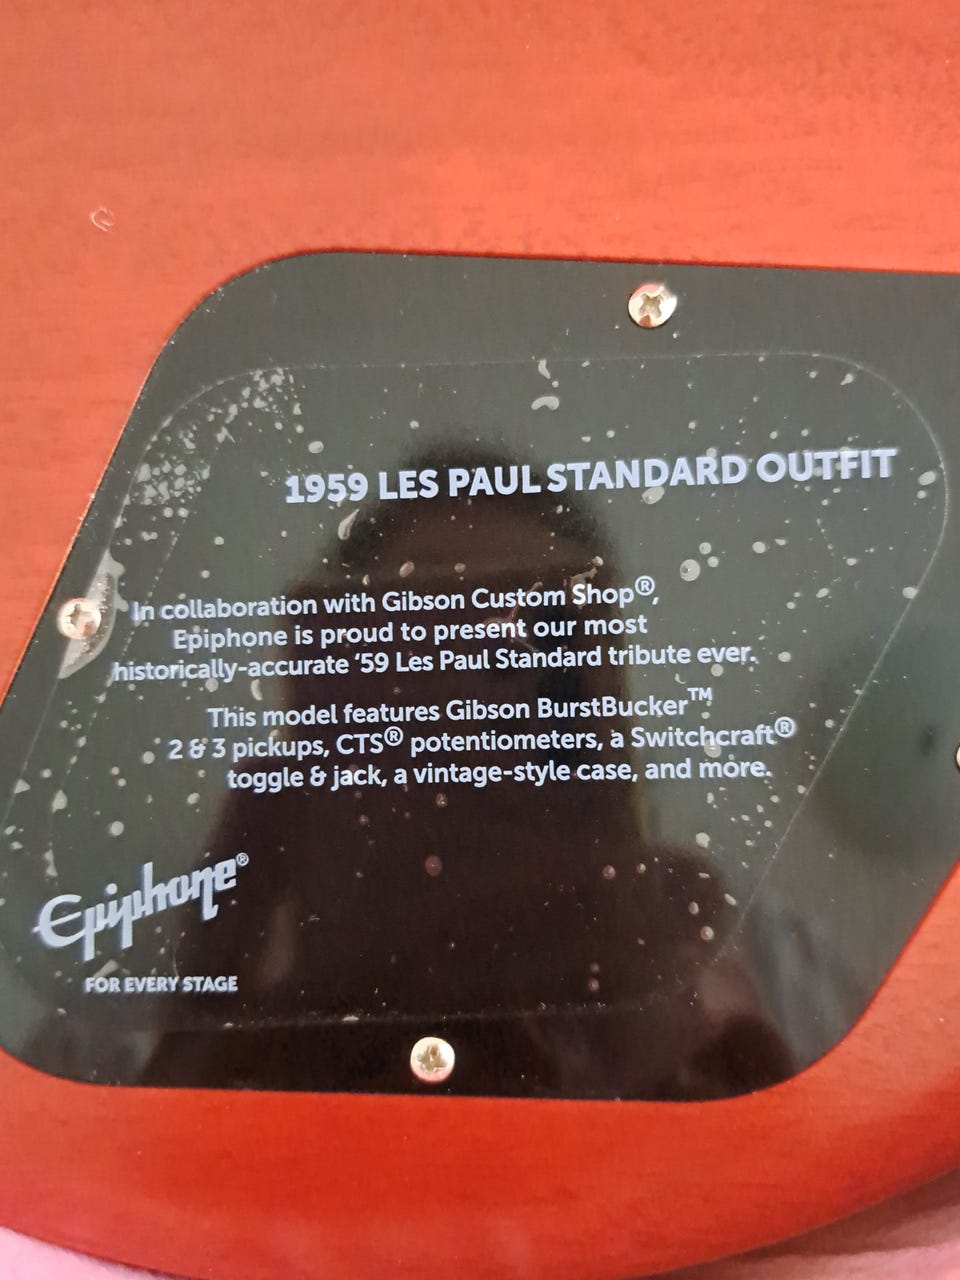 1959 LES PAUL STANDARD OUTFIT
In collaboration with Gibson Custom Shop®,
Epiphone is proud to present our most
historically-accurate ‘59 Les Paul Standard tribute ever.
This model features Gibson BurstBucker™
2 & 3 pickups, CTS® potentiometers, a Switchcraft®
toggle & jack, a vintage-style case, and more.
Epiphone®
FOR EVERY STAGE